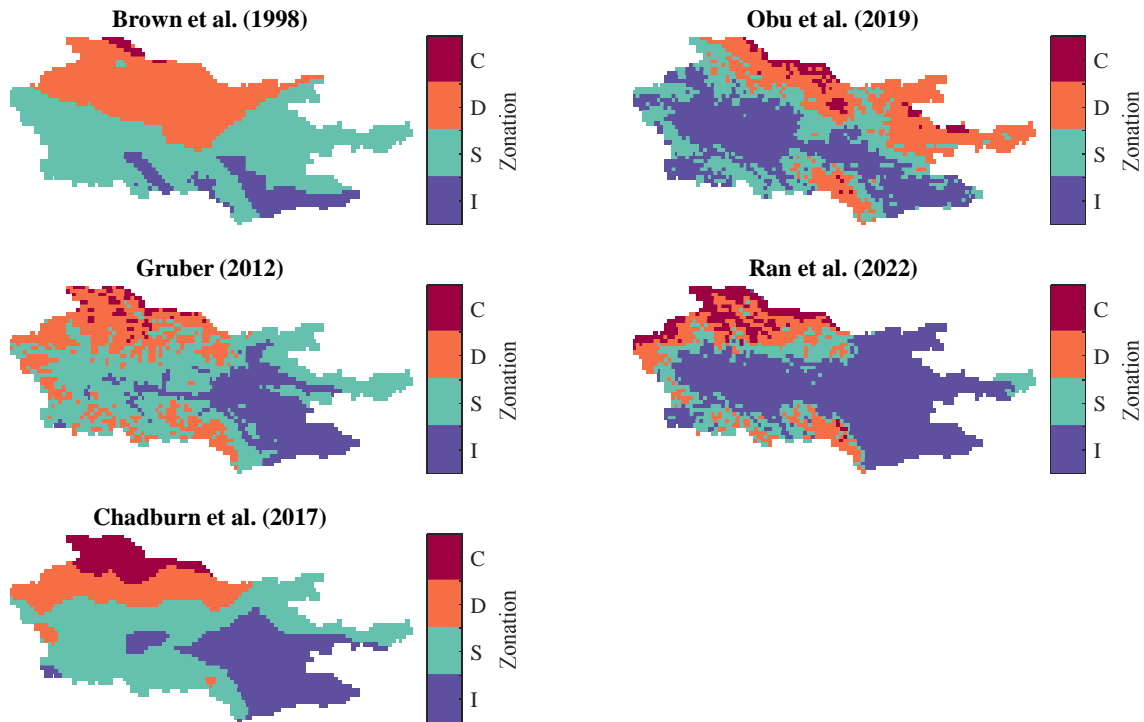 Brown et al. (1998)
C
D
S
I
Zonation
Obu et al. (2019)
C
D
S
I
Zonation
Gruber (2012)
C
D
S
I
Zonation
Ran et al. (2022)
C
D
S
I
Zonation
Chadburn et al. (2017)
C
D
S
I
Zonation